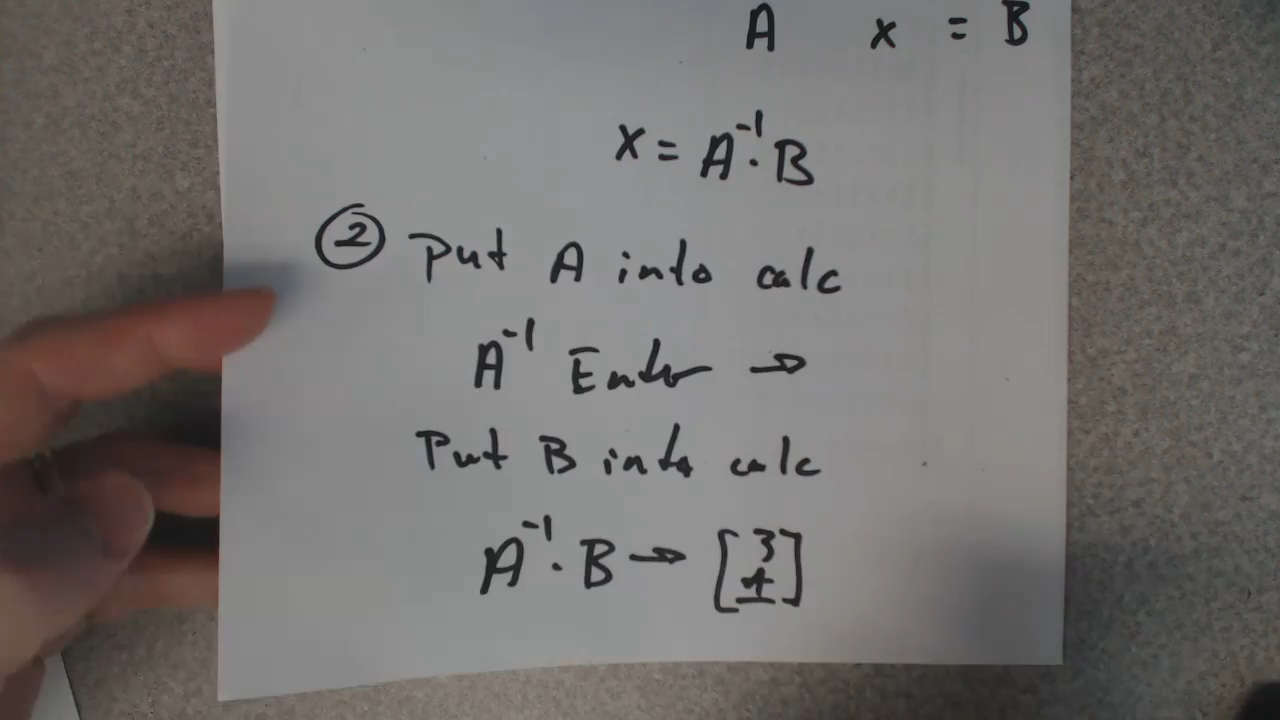 A x = B
x = A⁻¹ · B
② Put A into calc
A⁻¹ Enter →
Put B into calc
A⁻¹ · B → [3
4]